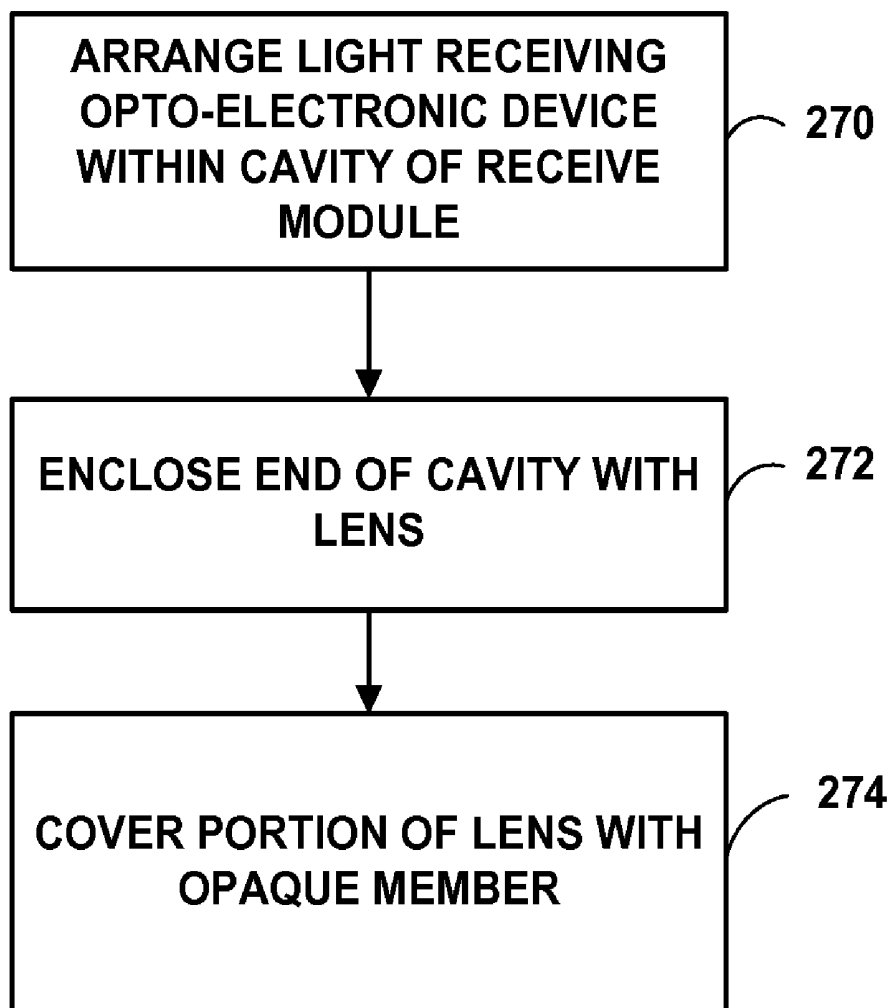 ARRANGE LIGHT RECEIVING
OPTO-ELECTRONIC DEVICE
WITHIN CAVITY OF RECEIVE
MODULE
270
ENCLOSE END OF CAVITY WITH
LENS
272
COVER PORTION OF LENS WITH
OPAQUE MEMBER
274